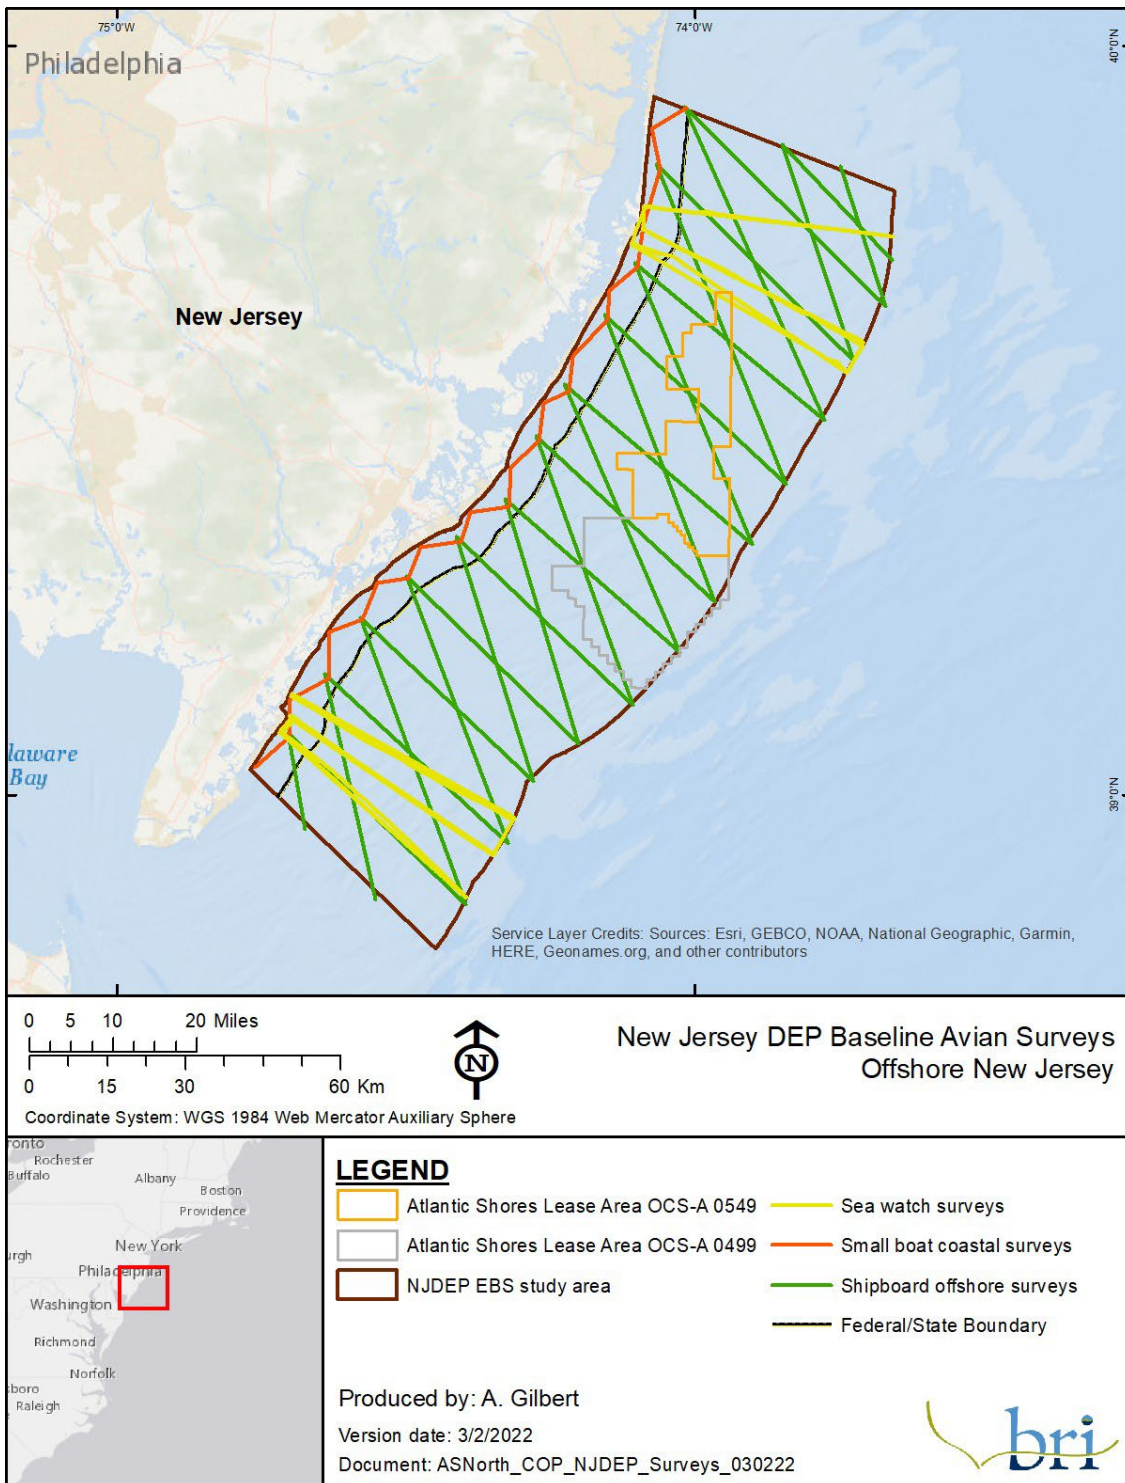 75°0'W
74°0'W
40°0'N
Philadelphia
New Jersey
laware
Bay
39°0'N
Service Layer Credits: Sources: Esri, GEBCO, NOAA, National Geographic, Garmin,
HERE, Geonames.org, and other contributors
0 5 10 20 Miles
0 15 30 60 Km
N
Coordinate System: WGS 1984 Web Mercator Auxiliary Sphere
New Jersey DEP Baseline Avian Surveys
Offshore New Jersey
ronto
Rochester
Buffalo
Albany
Boston
Providence
New York
urgh
Philadelphia
Washington
Richmond
Norfolk
sboro
Raleigh
LEGEND
Atlantic Shores Lease Area OCS-A 0549
Atlantic Shores Lease Area OCS-A 0499
NJDEP EBS study area
Sea watch surveys
Small boat coastal surveys
Shipboard offshore surveys
Federal/State Boundary
Produced by: A. Gilbert
Version date: 3/2/2022
Document: ASNorth_COP_NJDEP_Surveys_030222
bri